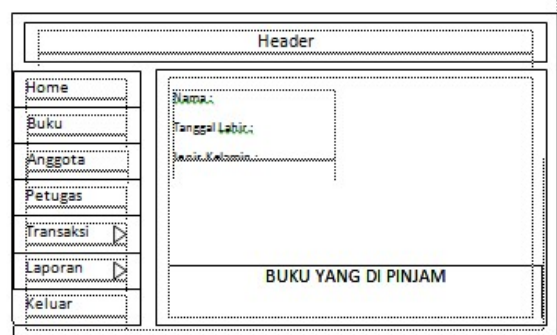 Header
Home
Buku
Anggota
Petugas
Transaksi
Laporan
Keluar
Nama :
Tanggal Lahir :
Jenis Kelamin :
BUKU YANG DI PINJAM